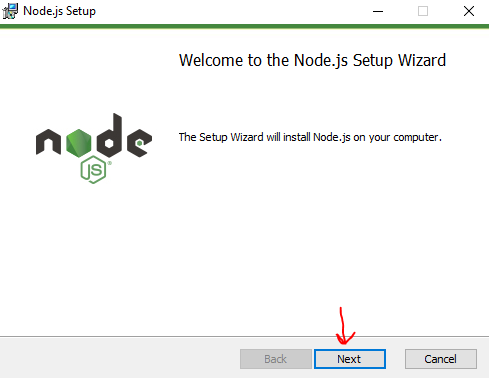 Node.js Setup
Welcome to the Node.js Setup Wizard
The Setup Wizard will install Node.js on your computer.
node
JS
Back
Next
Cancel